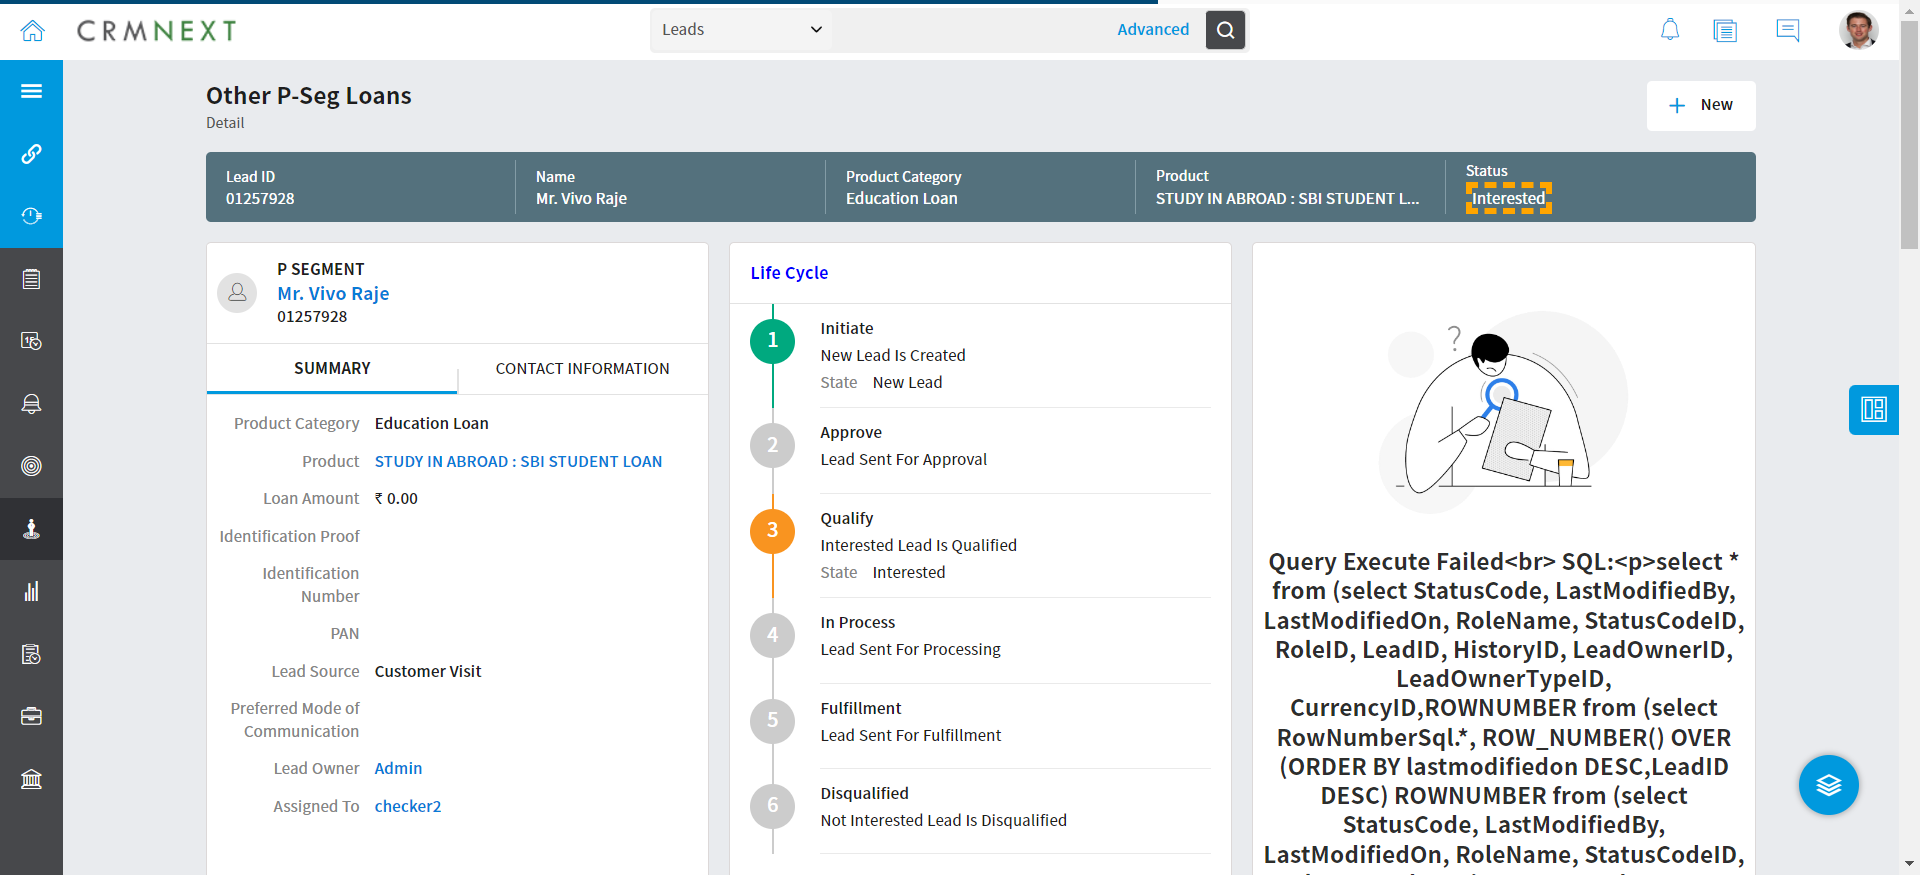 CRMNEXT
Leads
Advanced
Other P-Seg Loans
Detail
+ New
Lead ID
01257928
Name
Mr. Vivo Raje
Product Category
Education Loan
Product
STUDY IN ABROAD : SBI STUDENT L...
Status
Interested
P SEGMENT
Mr. Vivo Raje
01257928
SUMMARY
CONTACT INFORMATION
Product Category Education Loan
Product STUDY IN ABROAD : SBI STUDENT LOAN
Loan Amount ₹ 0.00
Identification Proof
Identification
Number
PAN
Lead Source Customer Visit
Preferred Mode of
Communication
Lead Owner Admin
Assigned To checker2
Life Cycle
1
Initiate
New Lead Is Created
State New Lead
2
Approve
Lead Sent For Approval
3
Qualify
Interested Lead Is Qualified
State Interested
4
In Process
Lead Sent For Processing
5
Fulfillment
Lead Sent For Fulfillment
6
Disqualified
Not Interested Lead Is Disqualified
?
Query Execute Failed<br> SQL:<p>select *
from (select StatusCode, LastModifiedBy,
LastModifiedOn, RoleName, StatusCodeID,
RoleID, LeadID, HistoryID, LeadOwnerID,
LeadOwnerTypeID,
CurrencyID,ROWNUMBER from (select
RowNumberSql.*, ROW_NUMBER() OVER
(ORDER BY lastmodifiedon DESC,LeadID
DESC) ROWNUMBER from (select
StatusCode, LastModifiedBy,
LastModifiedOn, RoleName, StatusCodeID,